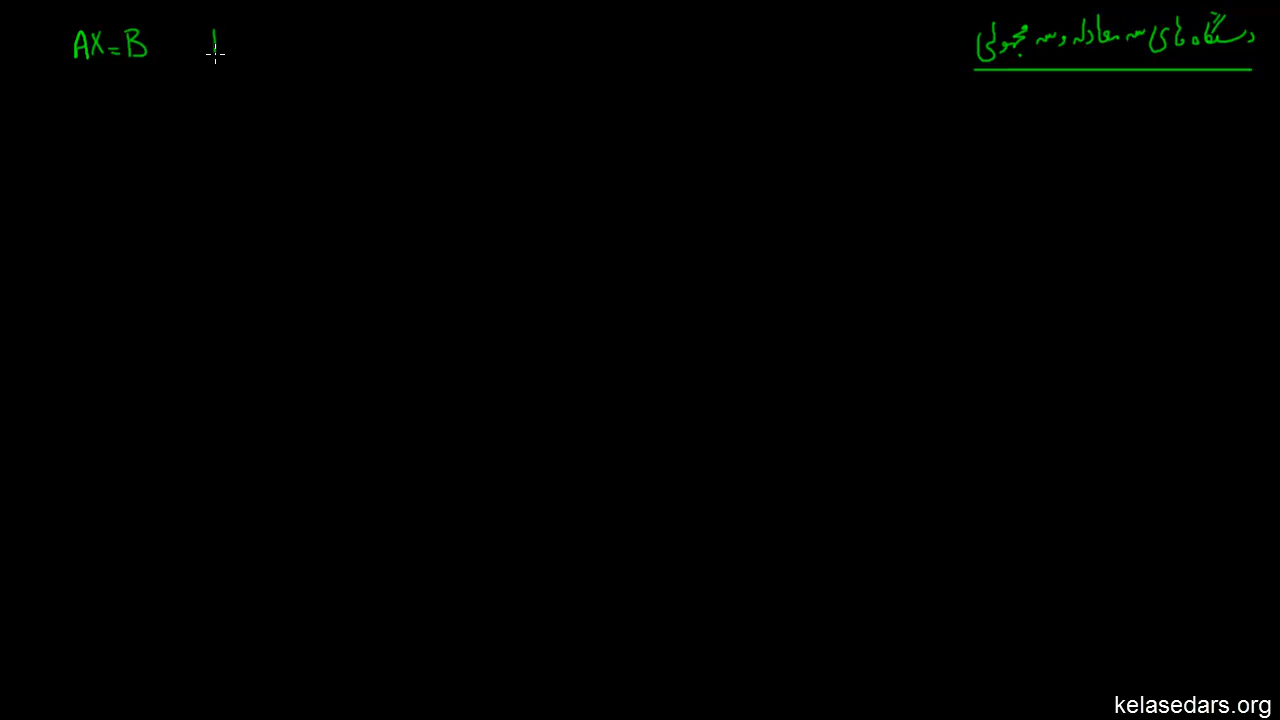 دستگاه های سه معادله و سه مجهولی
AX=B
kelasedars.org